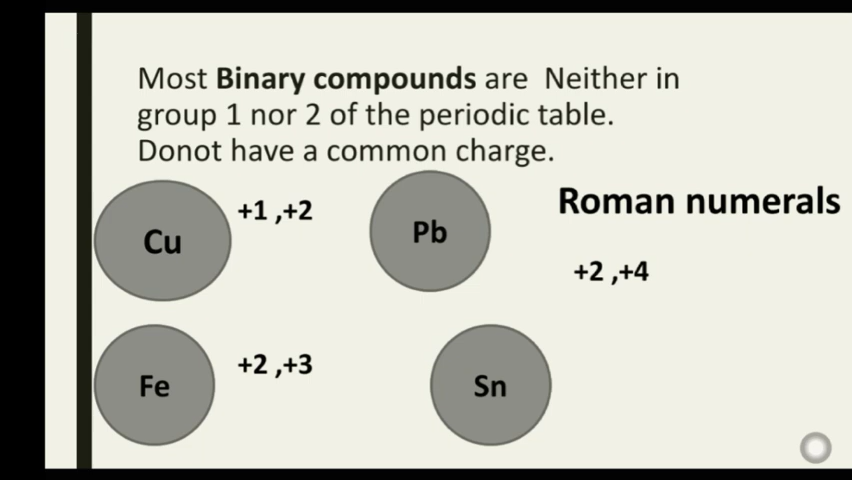 Most Binary compounds are Neither in
group 1 nor 2 of the periodic table.
Donot have a common charge.
Cu
+1 ,+2
Pb
Roman numerals
+2 ,+4
Fe
+2 ,+3
Sn